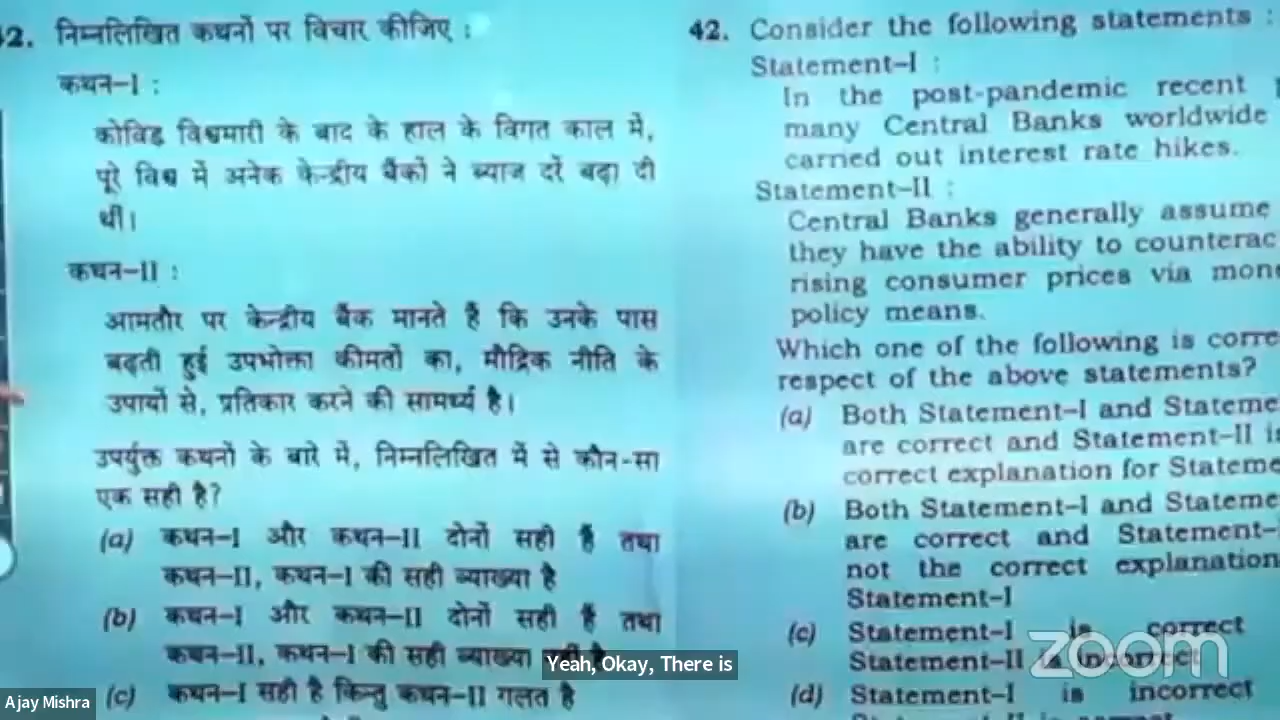 42. निम्नलिखित कथनों पर विचार कीजिए :
कथन–I :
कोविड विश्वमारी के बाद के हाल के विगत काल में,
पूरे विश्व में अनेक केन्द्रीय बैंकों ने ब्याज दरें बढ़ा दी
थीं।
कथन–II :
आमतौर पर केन्द्रीय बैंक मानते हैं कि उनके पास
बढ़ती हुई उपभोक्ता कीमतों का, मौद्रिक नीति के
उपायों से, प्रतिकार करने की सामर्थ्य है।
उपर्युक्त कथनों के बारे में, निम्नलिखित में से कौन-सा
एक सही है?
(a) कथन–I और कथन–II दोनों सही हैं तथा
कथन–II, कथन–I की सही व्याख्या है
(b) कथन–I और कथन–II दोनों सही हैं तथा
कथन–II, कथन–I की सही व्याख्या
(c) कथन–I सही है किन्तु कथन–II गलत है
42. Consider the following statements :
Statement–I :
In the post-pandemic recent
many Central Banks worldwide
carried out interest rate hikes.
Statement–II :
Central Banks generally assume
they have the ability to counterac
rising consumer prices via mone
policy means.
Which one of the following is corre
respect of the above statements?
(a) Both Statement–I and Stateme
are correct and Statement–II is
correct explanation for Stateme
(b) Both Statement–I and Stateme
are correct and Statement–
not the correct explanation
Statement–I
(c) Statement–I is correct
Statement–II is incorrect
(d) Statement–I is incorrect
zoom
Yeah, Okay, There is
Ajay Mishra